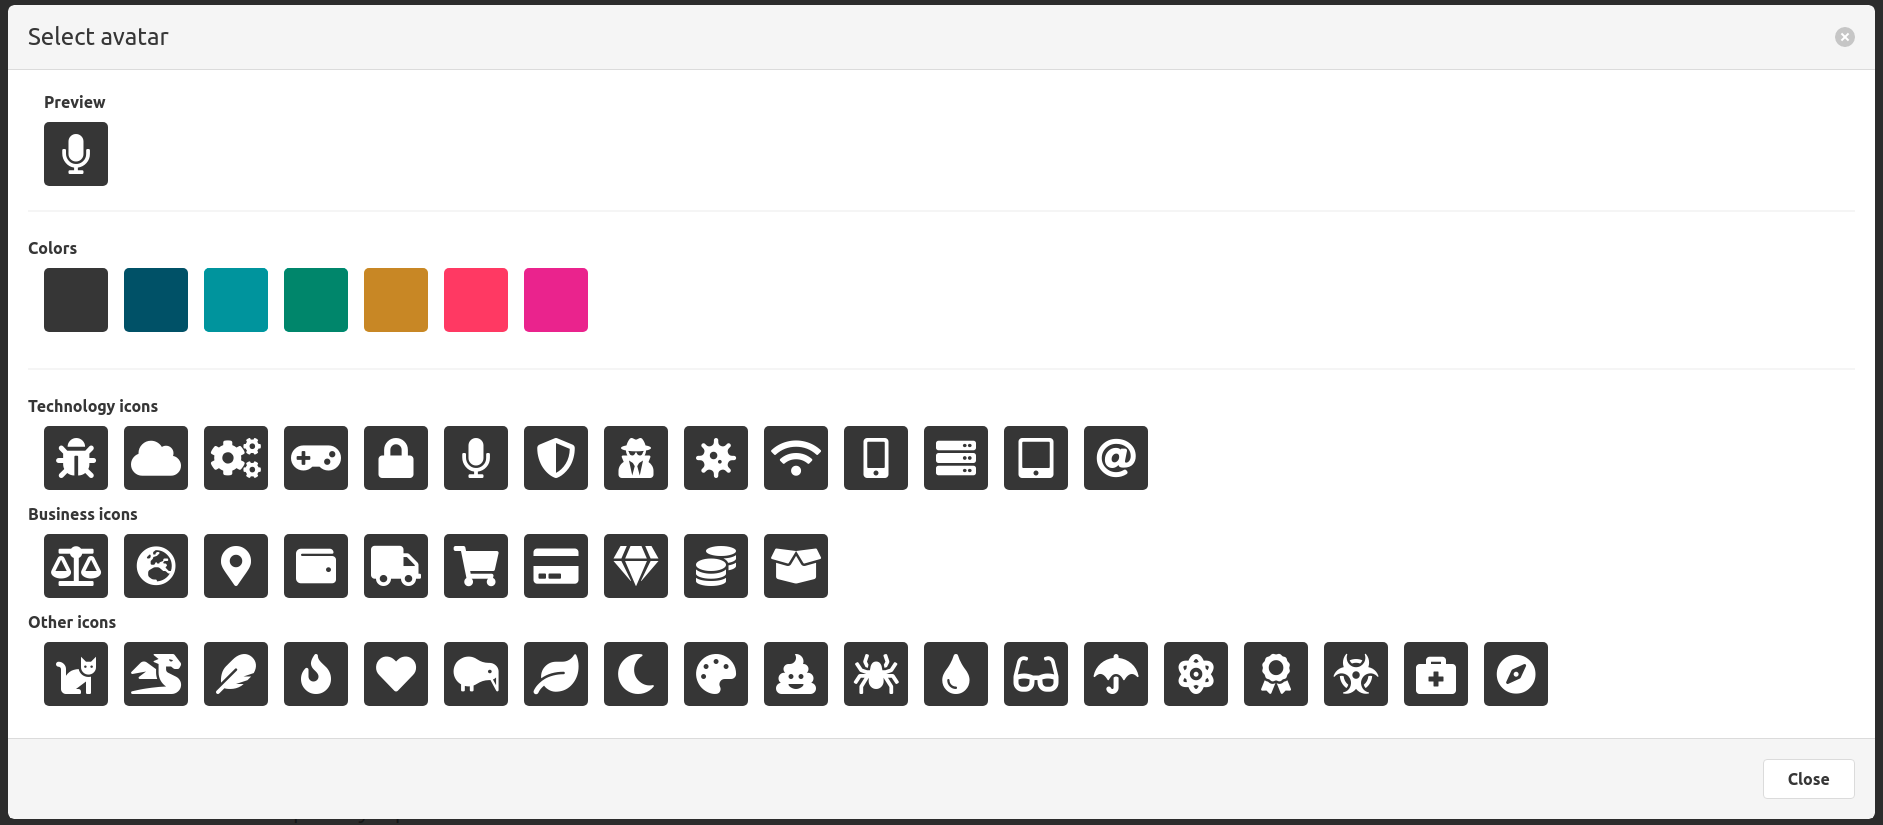 Select avatar
Preview
Colors
Technology icons
Business icons
Other icons
Close